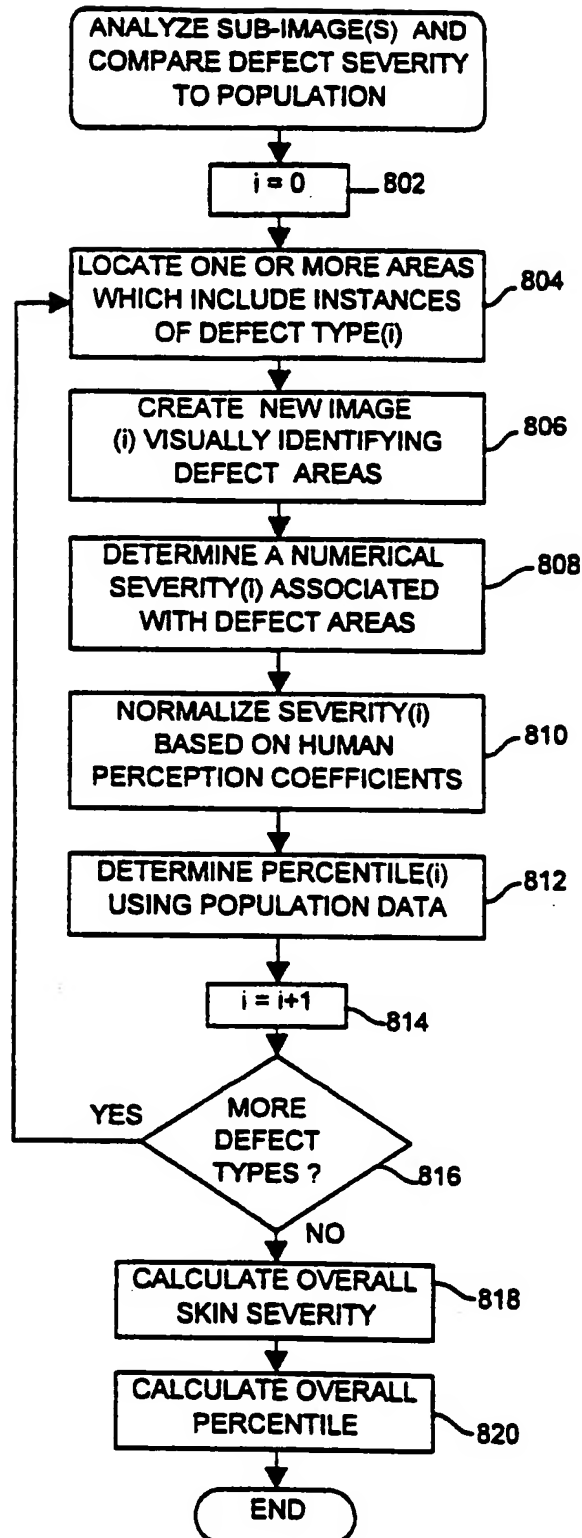 ANALYZE SUB-IMAGE(S) AND
COMPARE DEFECT SEVERITY
TO POPULATION
i = 0
802
LOCATE ONE OR MORE AREAS
WHICH INCLUDE INSTANCES
OF DEFECT TYPE(i)
804
CREATE NEW IMAGE
(i) VISUALLY IDENTIFYING
DEFECT AREAS
806
DETERMINE A NUMERICAL
SEVERITY(i) ASSOCIATED
WITH DEFECT AREAS
808
NORMALIZE SEVERITY(i)
BASED ON HUMAN
PERCEPTION COEFFICIENTS
810
DETERMINE PERCENTILE(i)
USING POPULATION DATA
812
i = i+1
814
YES
MORE
DEFECT
TYPES ?
816
NO
CALCULATE OVERALL
SKIN SEVERITY
818
CALCULATE OVERALL
PERCENTILE
820
END